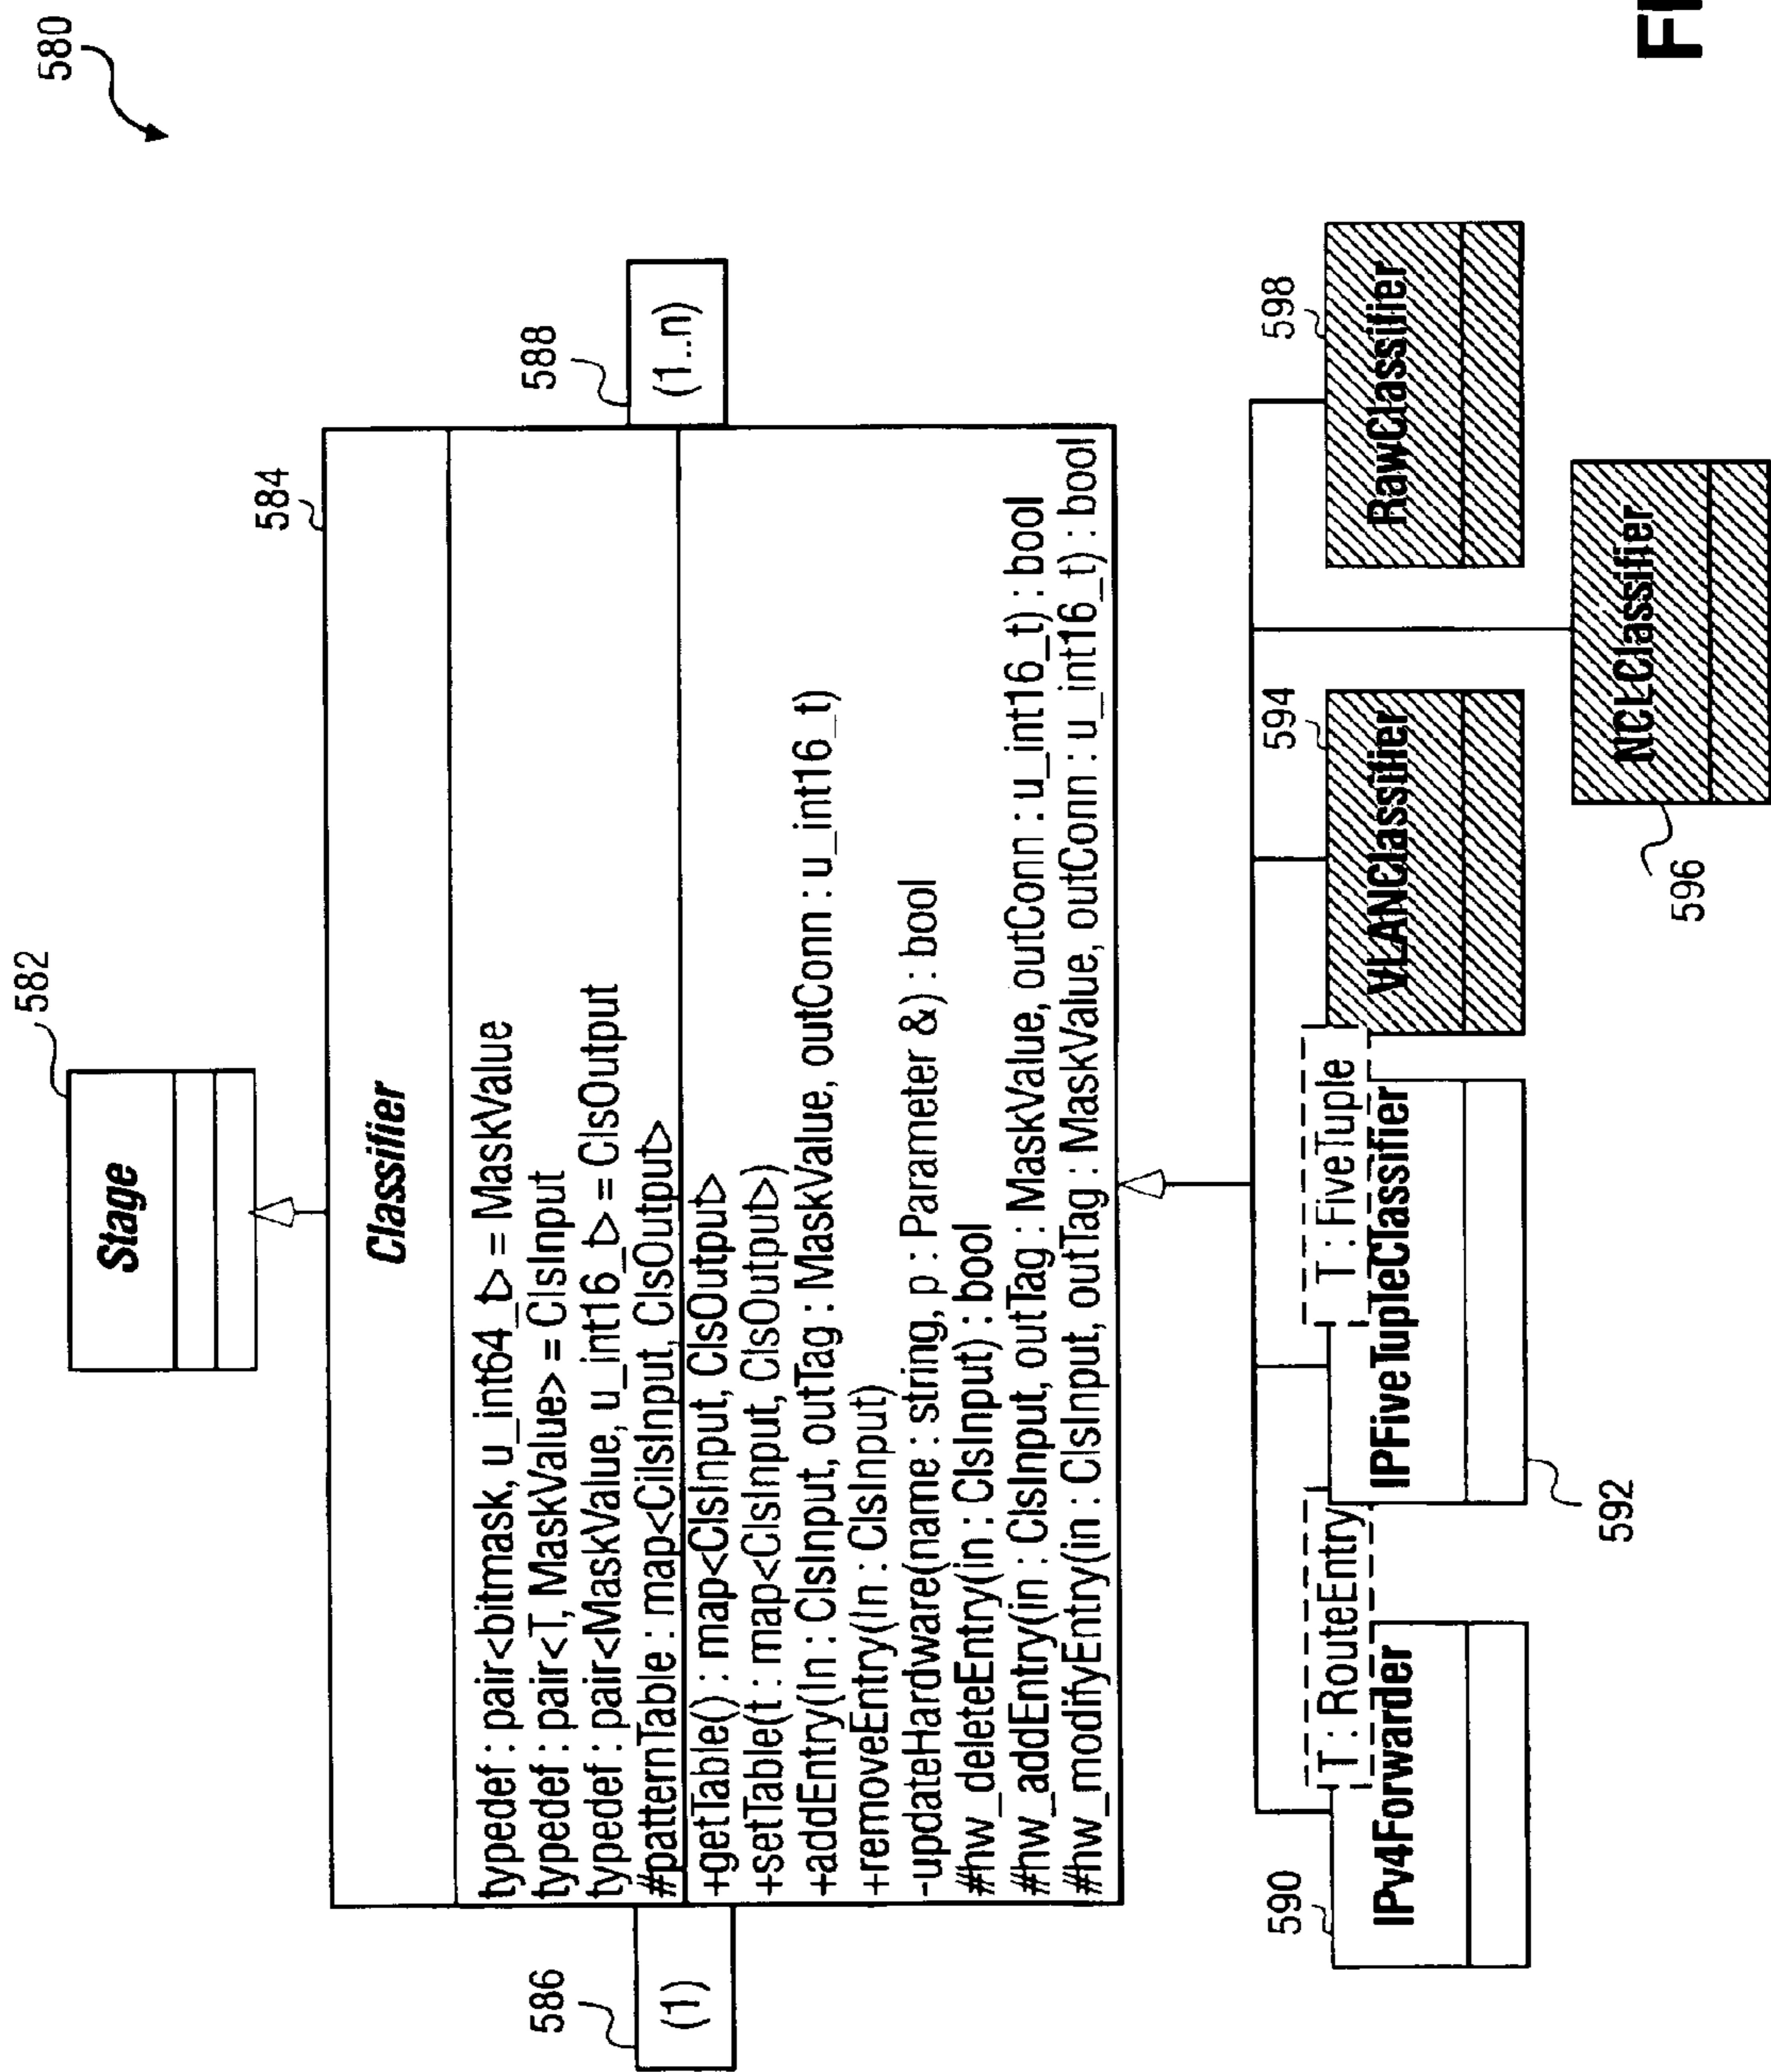 580
582
Stage
584
Classifier
typedef : pair<bitmask, u_int64_t> = MaskValue
typedef : pair<T, MaskValue> = ClsInput
typedef : pair<MaskValue, u_int16_t> = ClsOutput
#patternTable : map<CilsInput, ClsOutput>
+getTable() : map<ClsInput, ClsOutput>
+setTable(t : map<ClsInput, ClsOutput>)
+addEntry(In : ClsInput, outTag : MaskValue, outConn : u_int16_t)
+removeEntry(In : ClsInput)
-updateHardware(name : string, p : Parameter &) : bool
#hw_deleteEntry(in : ClsInput) : bool
#hw_addEntry(in : ClsInput, outTag : MaskValue, outConn : u_int16_t) : bool
#hw_modifyEntry(in : ClsInput, outTag : MaskValue, outConn : u_int16_t) : bool
586
(1)
588
(1..n)
590
T : RouteEntry
IPv4Forwarder
T : FiveTuple
IPFiveTupleClassifier
592
594
VLANClassifier
598
RawClassifier
NCLClassifier
596